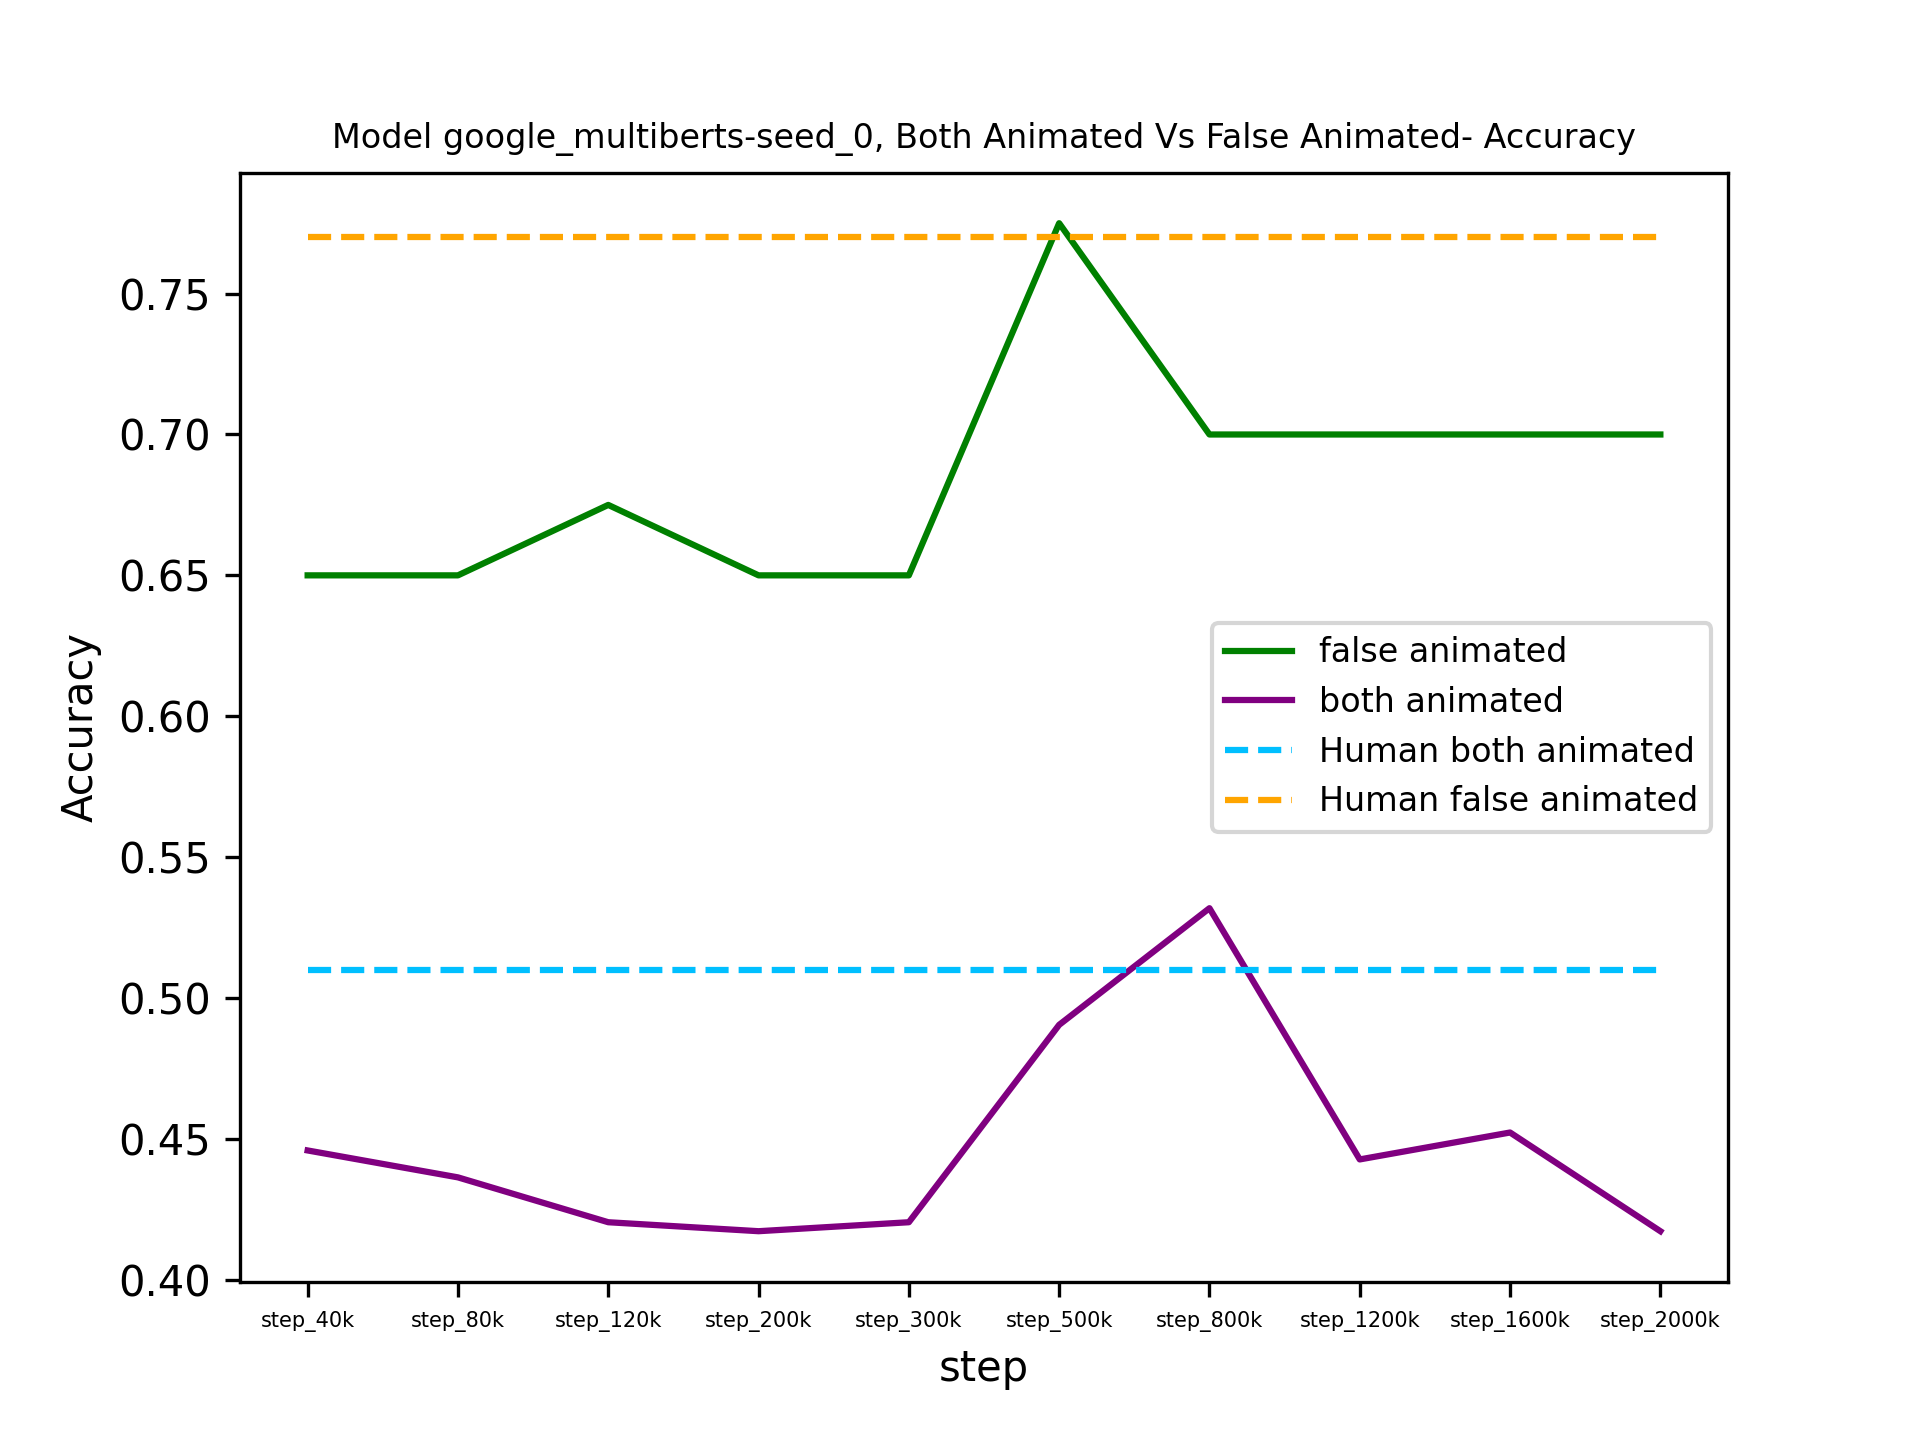 Model google_multiberts-seed_0, Both Animated Vs False Animated- Accuracy
Accuracy
0.75
0.70
0.65
0.60
0.55
0.50
0.45
0.40
false animated
both animated
Human both animated
Human false animated
step_40k step_80k step_120k step_200k step_300k step_500k step_800k step_1200k step_1600k step_2000k
step